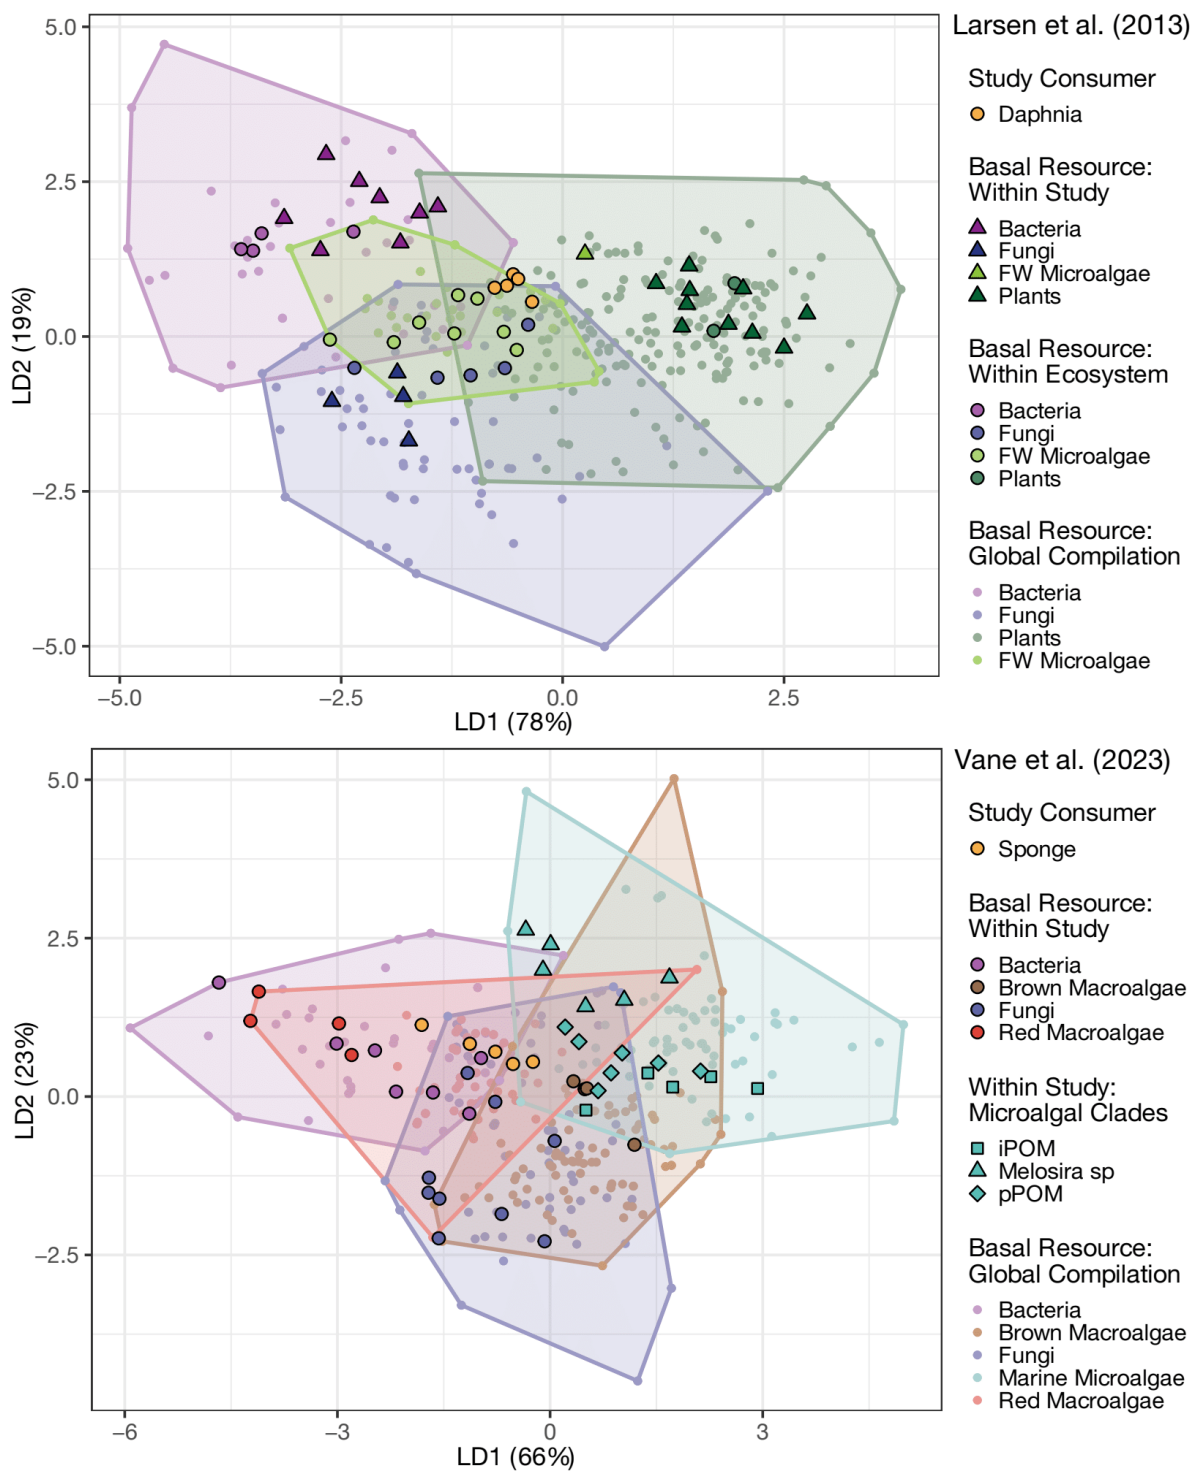 Larsen et al. (2013)
5.0
2.5
0.0
−2.5
−5.0
LD2 (19%)
−5.0
−2.5
0.0
2.5
LD1 (78%)
Study Consumer
Daphnia
Basal Resource:
Within Study
Bacteria
Fungi
FW Microalgae
Plants
Basal Resource:
Within Ecosystem
Bacteria
Fungi
FW Microalgae
Plants
Basal Resource:
Global Compilation
Bacteria
Fungi
Plants
FW Microalgae
Vane et al. (2023)
5.0
2.5
0.0
−2.5
LD2 (23%)
−6
−3
0
3
LD1 (66%)
Study Consumer
Sponge
Basal Resource:
Within Study
Bacteria
Brown Macroalgae
Fungi
Red Macroalgae
Within Study:
Microalgal Clades
iPOM
Melosira sp
pPOM
Basal Resource:
Global Compilation
Bacteria
Brown Macroalgae
Fungi
Marine Microalgae
Red Macroalgae